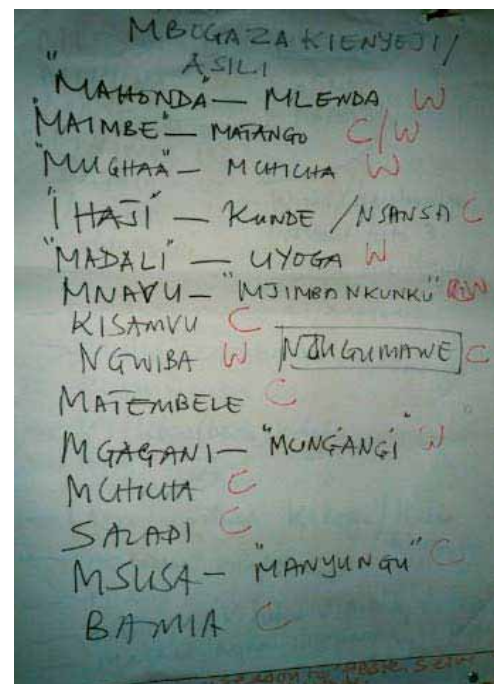 MBOGA ZA KIENYEJI/
ASILI
"MAHONDA" — MLENDA W
"MAIMBE" — MATANGO C/W
"MUGHAA" — MCHICHA W
"IHAJI" — KUNDE /NSANSA C
"MADALI" — UYOGA W
MNAVU — "MJIMBA NKUNKU" W
KISAMVU C
NGWIBA W NJUGUMAWE C
MATEMBELE C
MGAGANI — "MUNGANGI" W
MCHICHA C
SALADI C
MSUSA — "MANYUNGU" C
BAMIA C